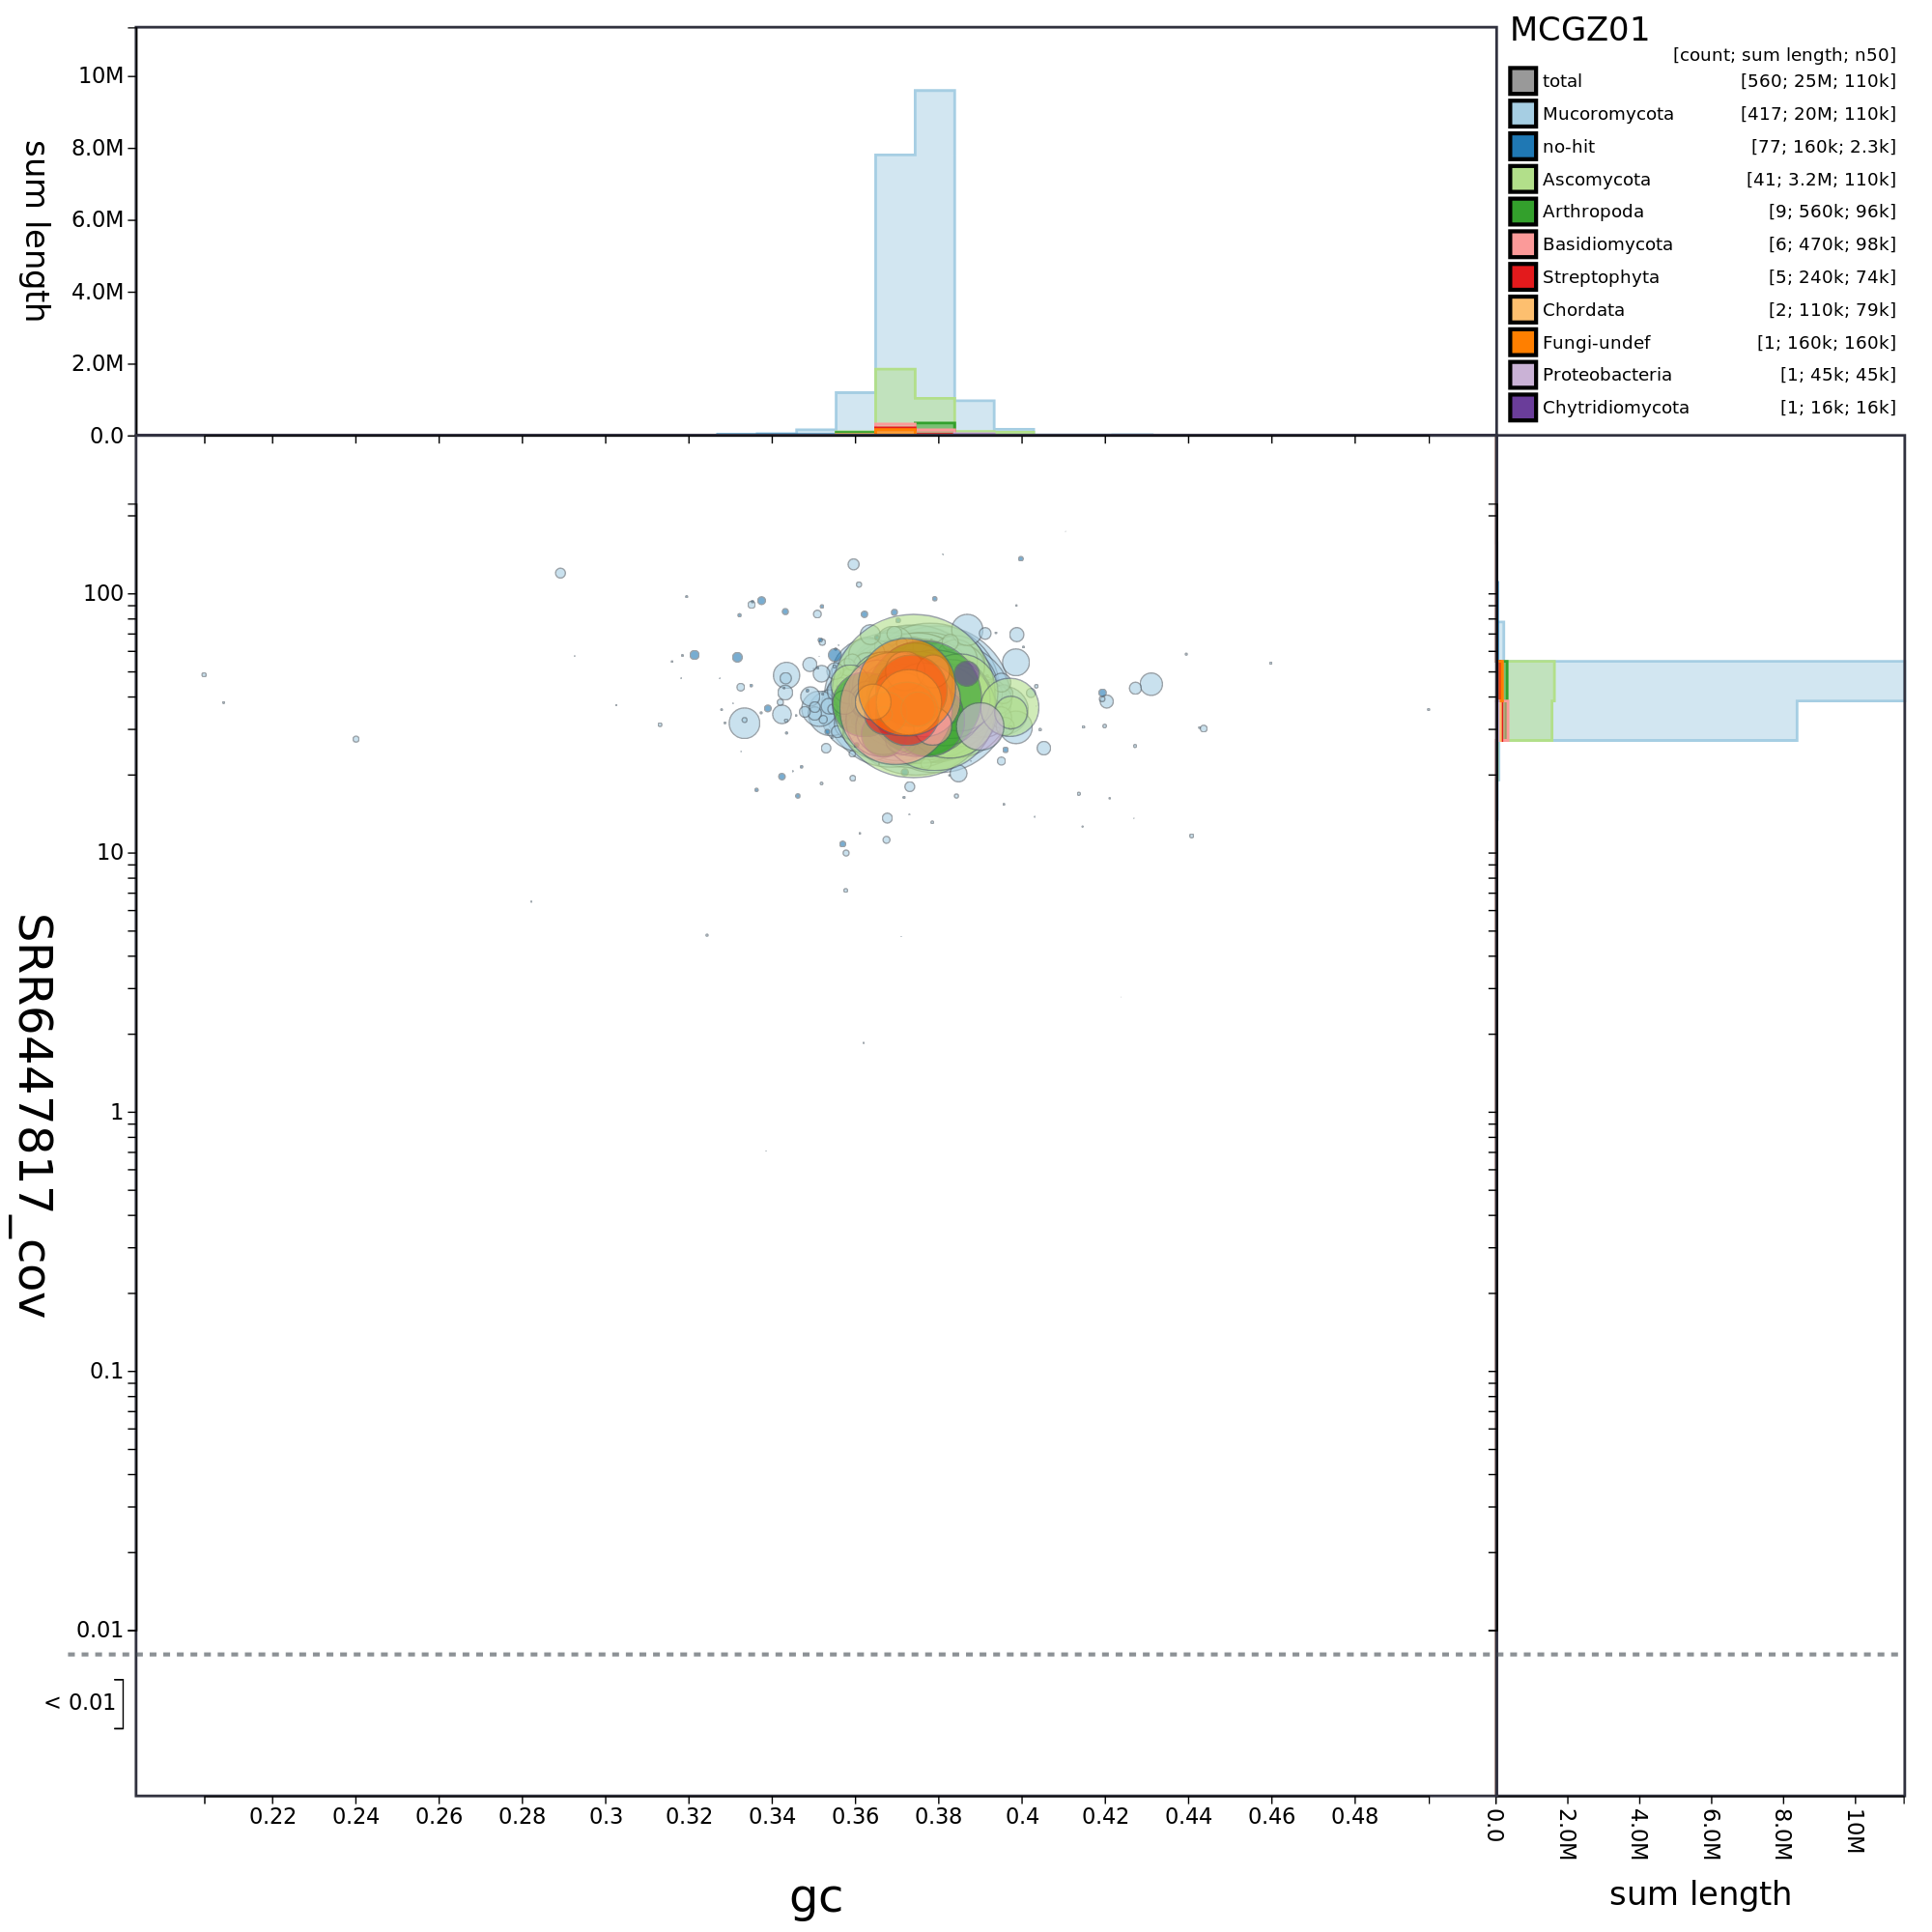 MCGZ01
[count; sum length; n50]
total [560; 25M; 110k]
Mucoromycota [417; 20M; 110k]
no-hit [77; 160k; 2.3k]
Ascomycota [41; 3.2M; 110k]
Arthropoda [9; 560k; 96k]
Basidiomycota [6; 470k; 98k]
Streptophyta [5; 240k; 74k]
Chordata [2; 110k; 79k]
Fungi-undef [1; 160k; 160k]
Proteobacteria [1; 45k; 45k]
Chytridiomycota [1; 16k; 16k]
sum length
10M
8.0M
6.0M
4.0M
2.0M
0.0
SRR6447817_cov
100
10
1
0.1
0.01
< 0.01
0.22 0.24 0.26 0.28 0.3 0.32 0.34 0.36 0.38 0.4 0.42 0.44 0.46 0.48
gc
0.0 2.0M 4.0M 6.0M 8.0M 10M
sum length